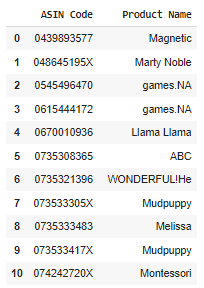 ASIN Code Product Name
0 0439893577 Magnetic
1 048645195X Marty Noble
2 0545496470 games.NA
3 0615444172 games.NA
4 0670010936 Llama Llama
5 0735308365 ABC
6 0735321396 WONDERFUL!He
7 073533305X Mudpuppy
8 0735333483 Melissa
9 073533417X Mudpuppy
10 074242720X Montessori